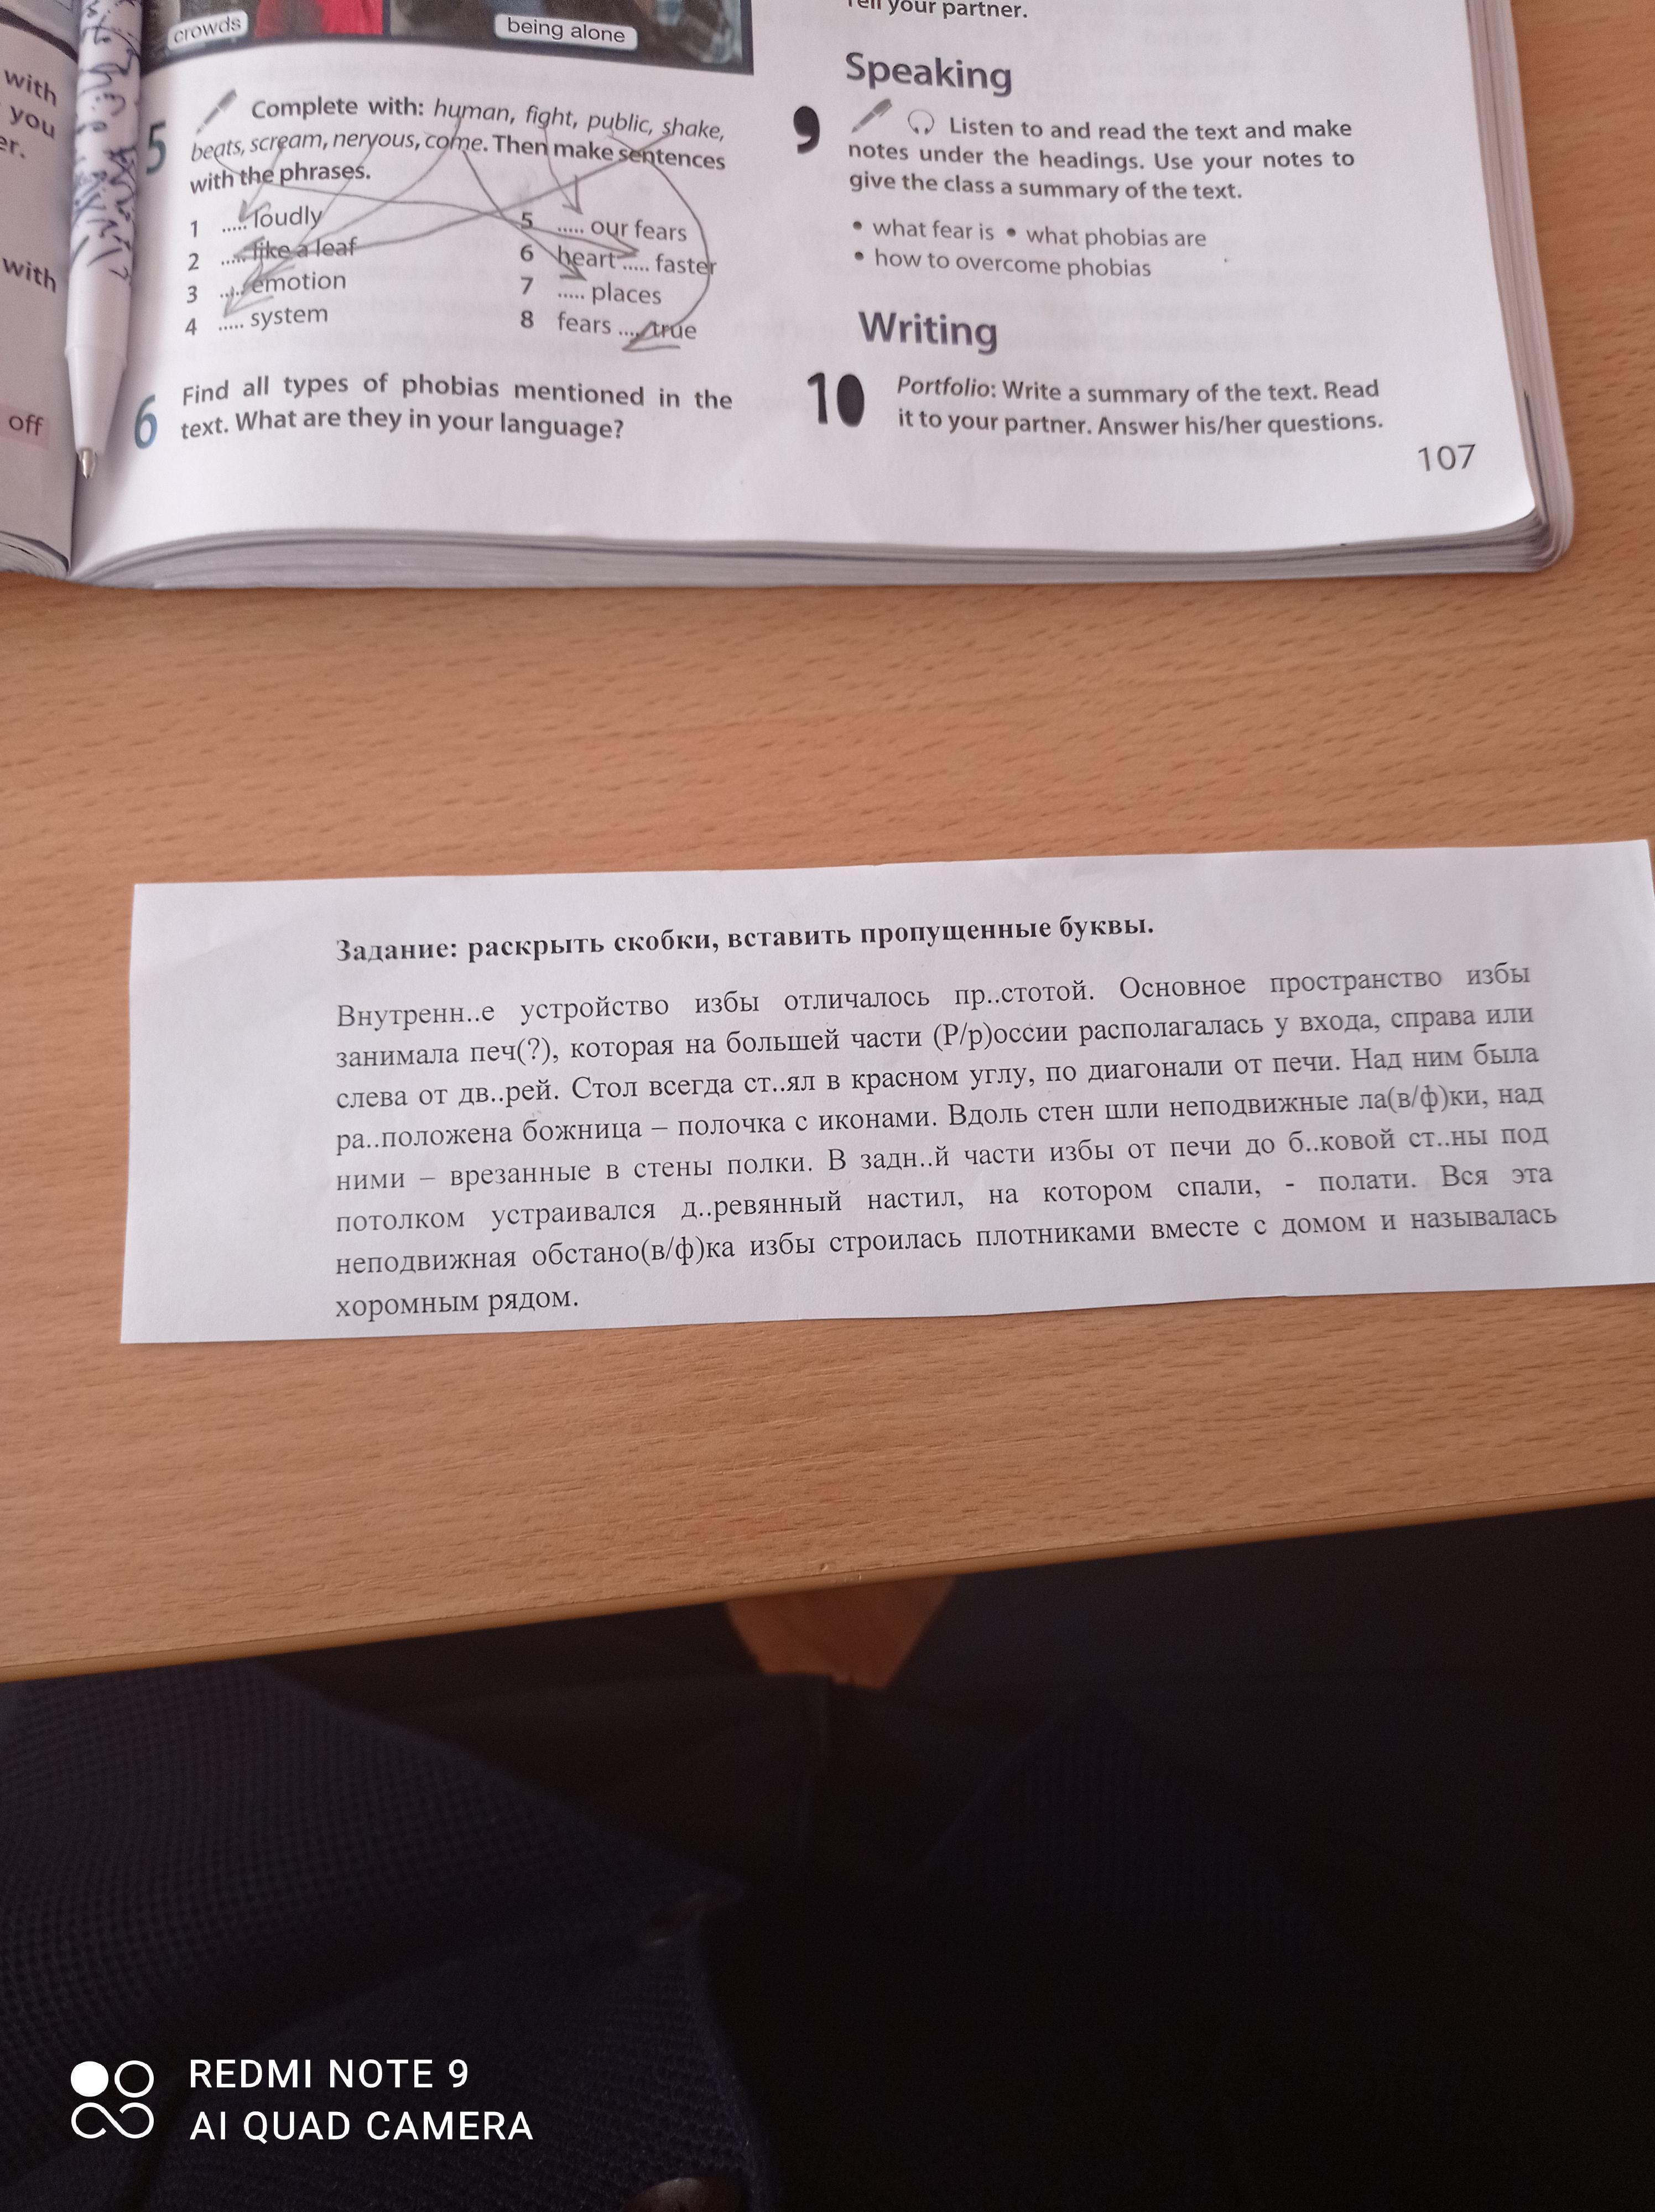 crowds
being alone
your partner.
with
you
er.
with
off
5 Complete with: human, fight, public, shake,
beats, scream, nervous, come. Then make sentences
with the phrases.
1 ..... loudly
2 ..... like a leaf
3 ..... emotion
4 ..... system
5 ..... our fears
6 heart ..... faster
7 ..... places
8 fears ..... true
6 Find all types of phobias mentioned in the
text. What are they in your language?
Speaking
9 Listen to and read the text and make
notes under the headings. Use your notes to
give the class a summary of the text.
• what fear is • what phobias are
• how to overcome phobias
Writing
10 Portfolio: Write a summary of the text. Read
it to your partner. Answer his/her questions.
107
Задание: раскрыть скобки, вставить пропущенные буквы.
Внутренн..е устройство избы отличалось пр..стотой. Основное пространство избы
занимала печ(?), которая на большей части (Р/р)оссии располагалась у входа, справа или
слева от дв..рей. Стол всегда ст..ял в красном углу, по диагонали от печи. Над ним была
ра..положена божница – полочка с иконами. Вдоль стен шли неподвижные ла(в/ф)ки, над
ними – врезанные в стены полки. В задн..й части избы от печи до б..ковой ст..ны под
потолком устраивался д..ревянный настил, на котором спали, - полати. Вся эта
неподвижная обстано(в/ф)ка избы строилась плотниками вместе с домом и называлась
хоромным рядом.
REDMI NOTE 9
AI QUAD CAMERA